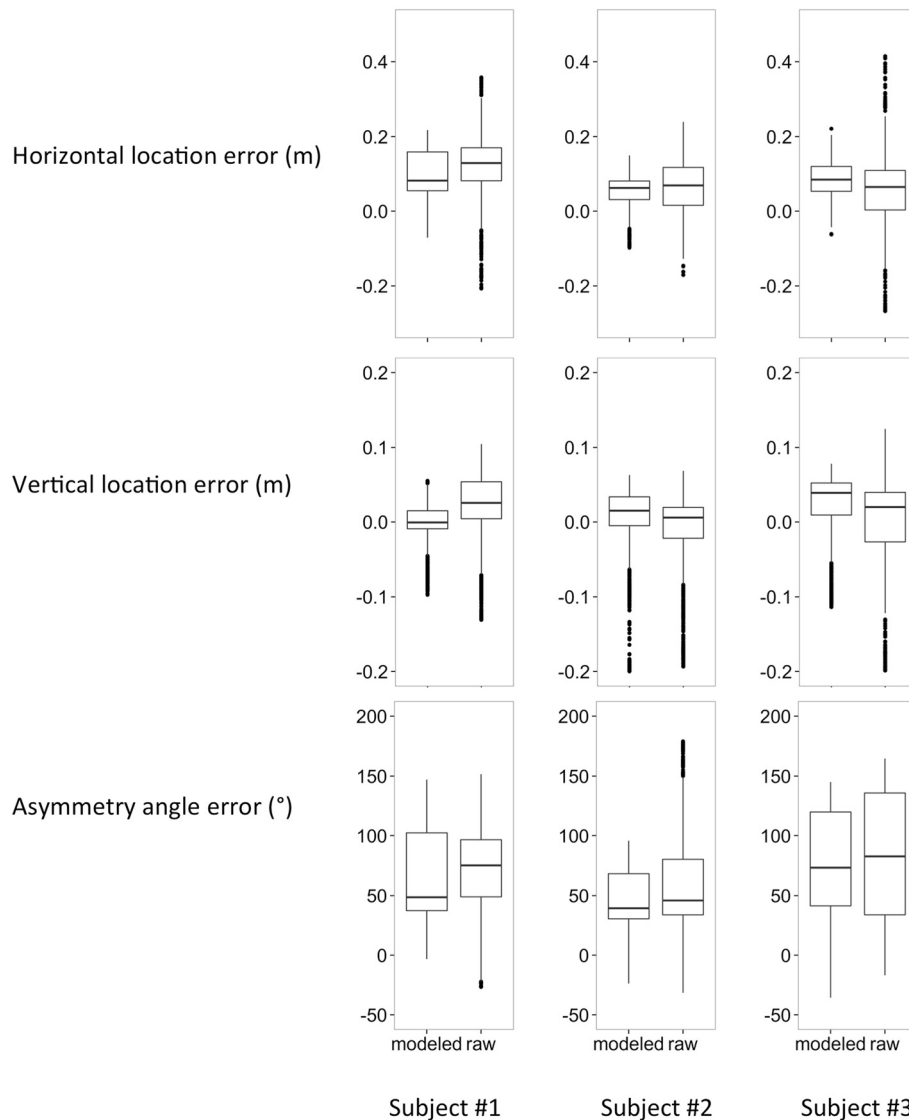 0.4 0.4 0.4
0.2 0.2 0.2
Horizontal location error (m)
0.0 0.0 0.0
-0.2 -0.2 -0.2
0.2 0.2 0.2
0.1 0.1 0.1
Vertical location error (m)
0.0 0.0 0.0
-0.1 -0.1 -0.1
-0.2 -0.2 -0.2
200 200 200
150 150 150
Asymmetry angle error (°)
100 100 100
50 50 50
0 0 0
-50 -50 -50
modeled raw modeled raw modeled raw
Subject #1 Subject #2 Subject #3